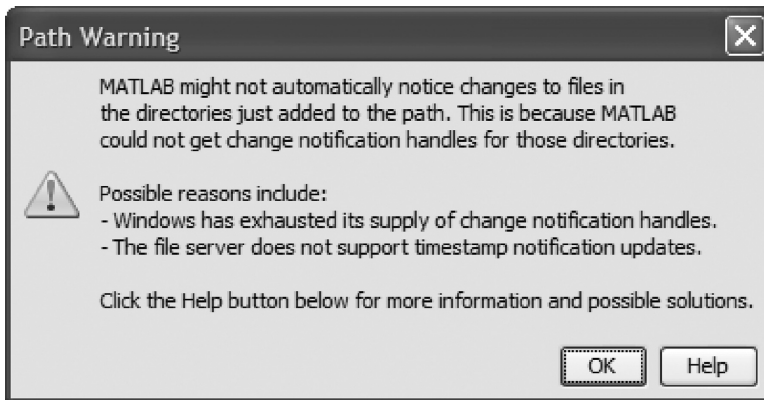 Path Warning
MATLAB might not automatically notice changes to files in
the directories just added to the path. This is because MATLAB
could not get change notification handles for those directories.
Possible reasons include:
- Windows has exhausted its supply of change notification handles.
- The file server does not support timestamp notification updates.
Click the Help button below for more information and possible solutions.
OK Help